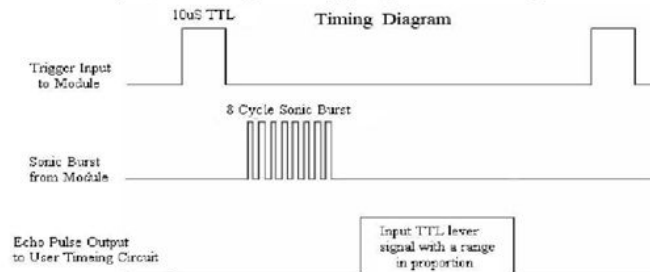 10uS TTL
Timing Diagram
Trigger Input
to Module
8 Cycle Sonic Burst
Sonic Burst
from Module
Echo Pulse Output
to User Timeing Circuit
Input TTL lever
signal with a range
in proportion